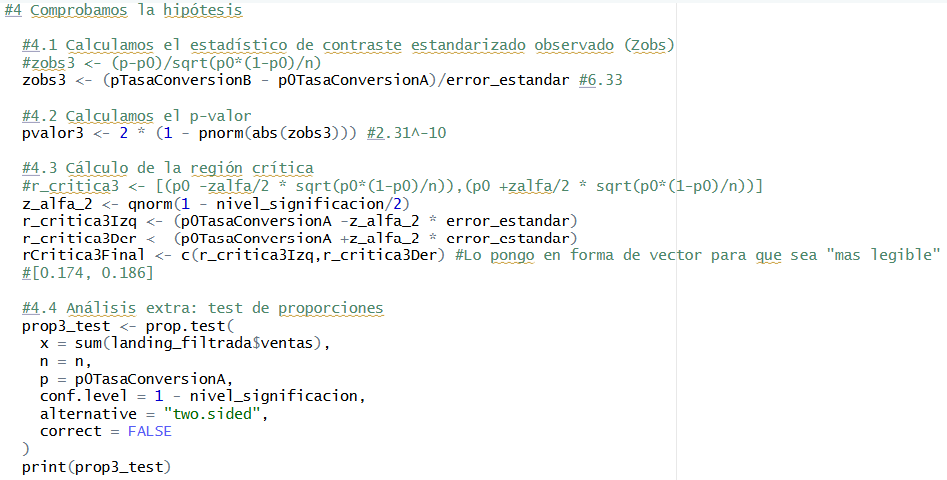 #4 Comprobamos la hipótesis
#4.1 Calculamos el estadístico de contraste estandarizado observado (Zobs)
#zobs3 <- (p-p0)/sqrt(p0*(1-p0)/n)
zobs3 <- (pTasaConversionB - p0TasaConversionA)/error_estandar #6.33
#4.2 Calculamos el p-valor
pvalor3 <- 2 * (1 - pnorm(abs(zobs3))) #2.31^-10
#4.3 Cálculo de la región crítica
#r_critica3 <- [(p0 -zalfa/2 * sqrt(p0*(1-p0)/n)),(p0 +zalfa/2 * sqrt(p0*(1-p0)/n))]
z_alfa_2 <- qnorm(1 - nivel_significacion/2)
r_critica3Izq <- (p0TasaConversionA -z_alfa_2 * error_estandar)
r_critica3Der <  (p0TasaConversionA +z_alfa_2 * error_estandar)
rCritica3Final <- c(r_critica3Izq,r_critica3Der) #Lo pongo en forma de vector para que sea "mas legible"
#[0.174, 0.186]
#4.4 Análisis extra: test de proporciones
prop3_test <- prop.test(
x = sum(landing_filtrada$ventas),
n = n,
p = p0TasaConversionA,
conf.level = 1 - nivel_significacion,
alternative = "two.sided",
correct = FALSE
)
print(prop3_test)